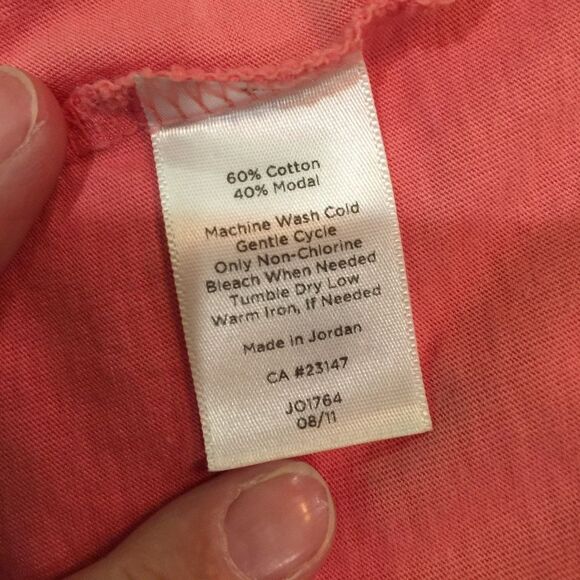 60% Cotton
40% Modal
Machine Wash Cold
Gentle Cycle
Only Non-Chlorine
Bleach When Needed
Tumble Dry Low
Warm Iron, If Needed
Made in Jordan
CA #23147
JO1764
08/11